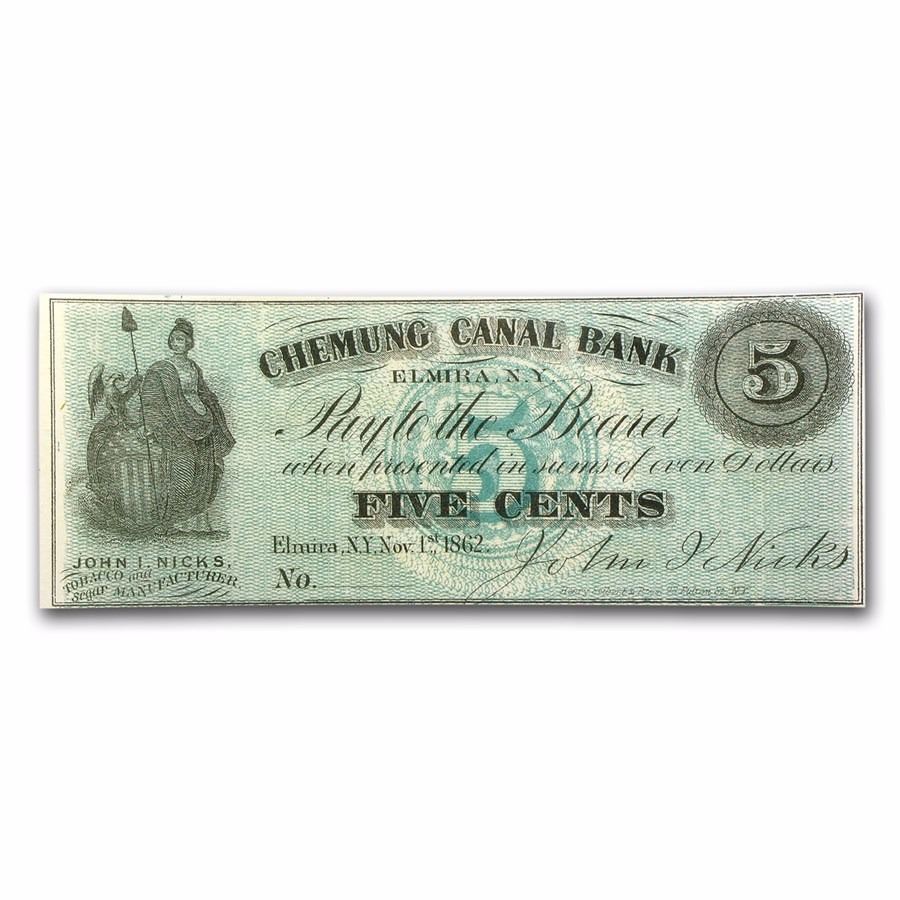 CHEMUNG CANAL BANK
5
ELMIRA, N.Y.
Pay to the Bearer
5
when presented in sums of even Dollars
FIVE CENTS
Elmira, N.Y. Nov. 1st, 1862.
John I Nicks
No.
JOHN I. NICKS,
TOBACCO and
Segar MANUFACTURER